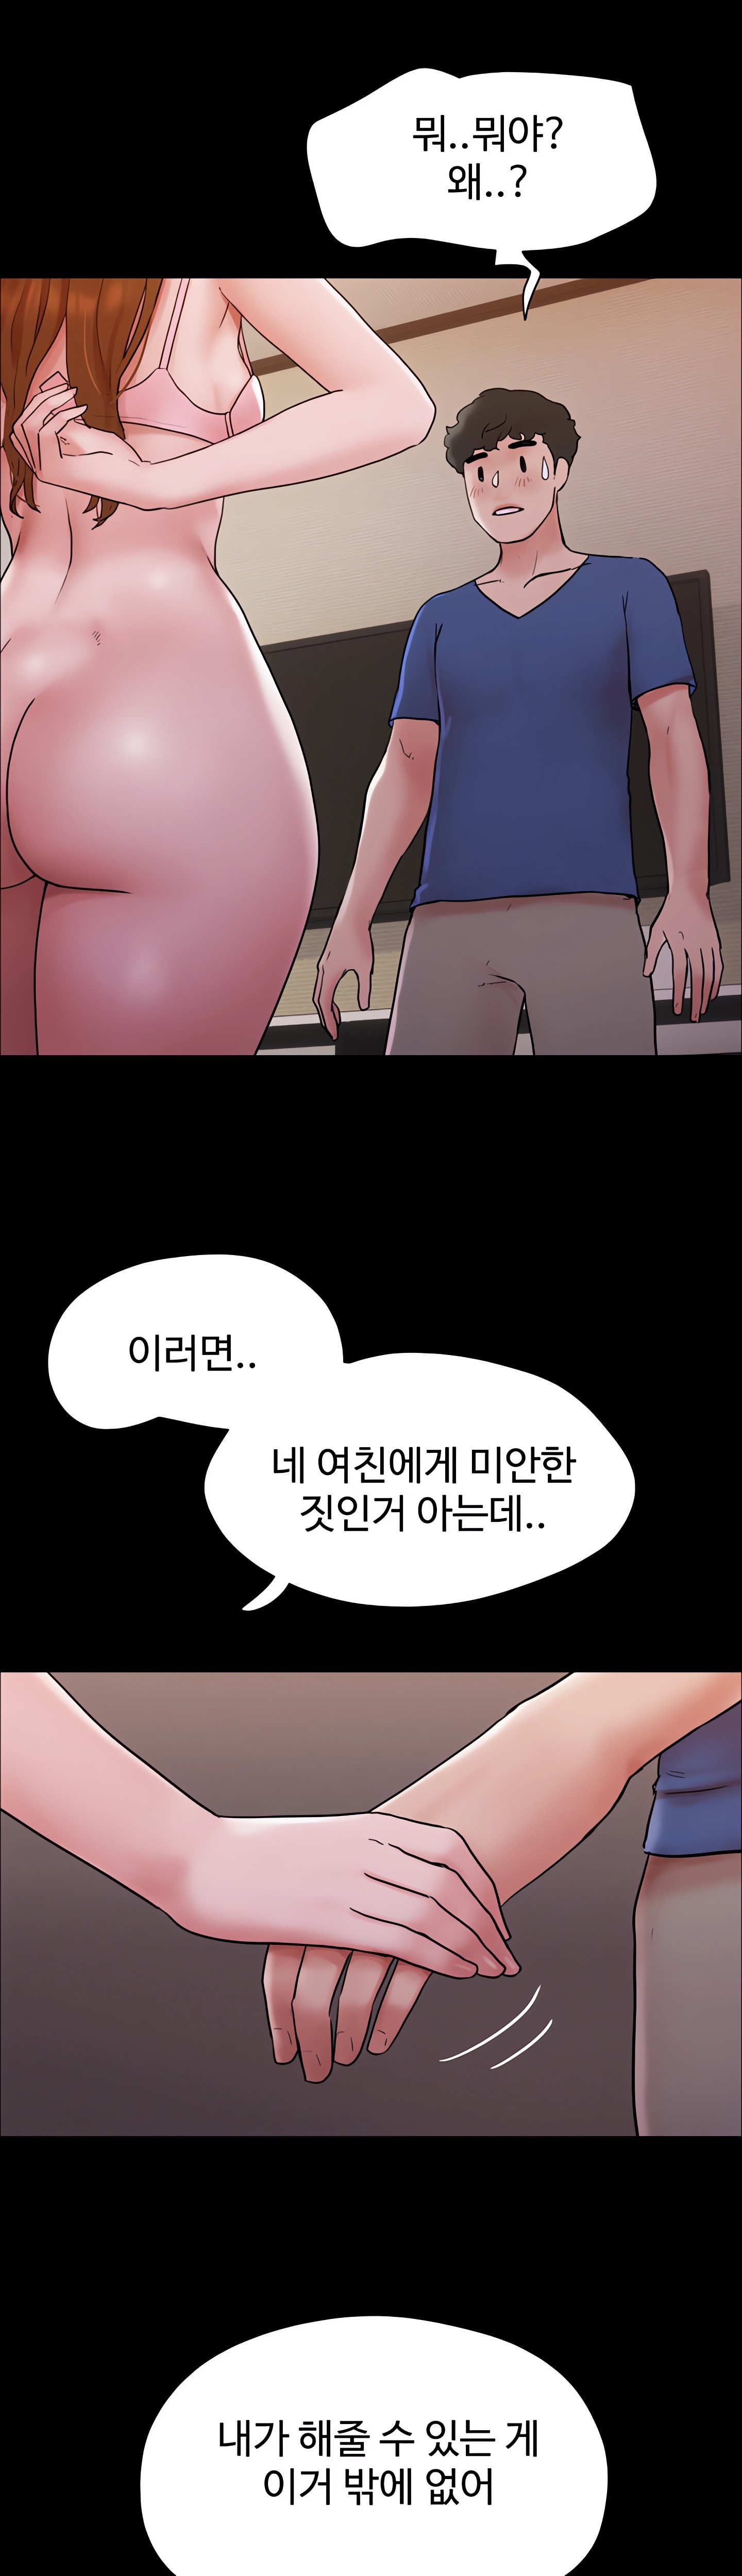 뭐..뭐야?
왜..?
이러면..
네 여친에게 미안한
짓인거 아는데..
내가 해줄 수 있는 게
이거 밖에 없어